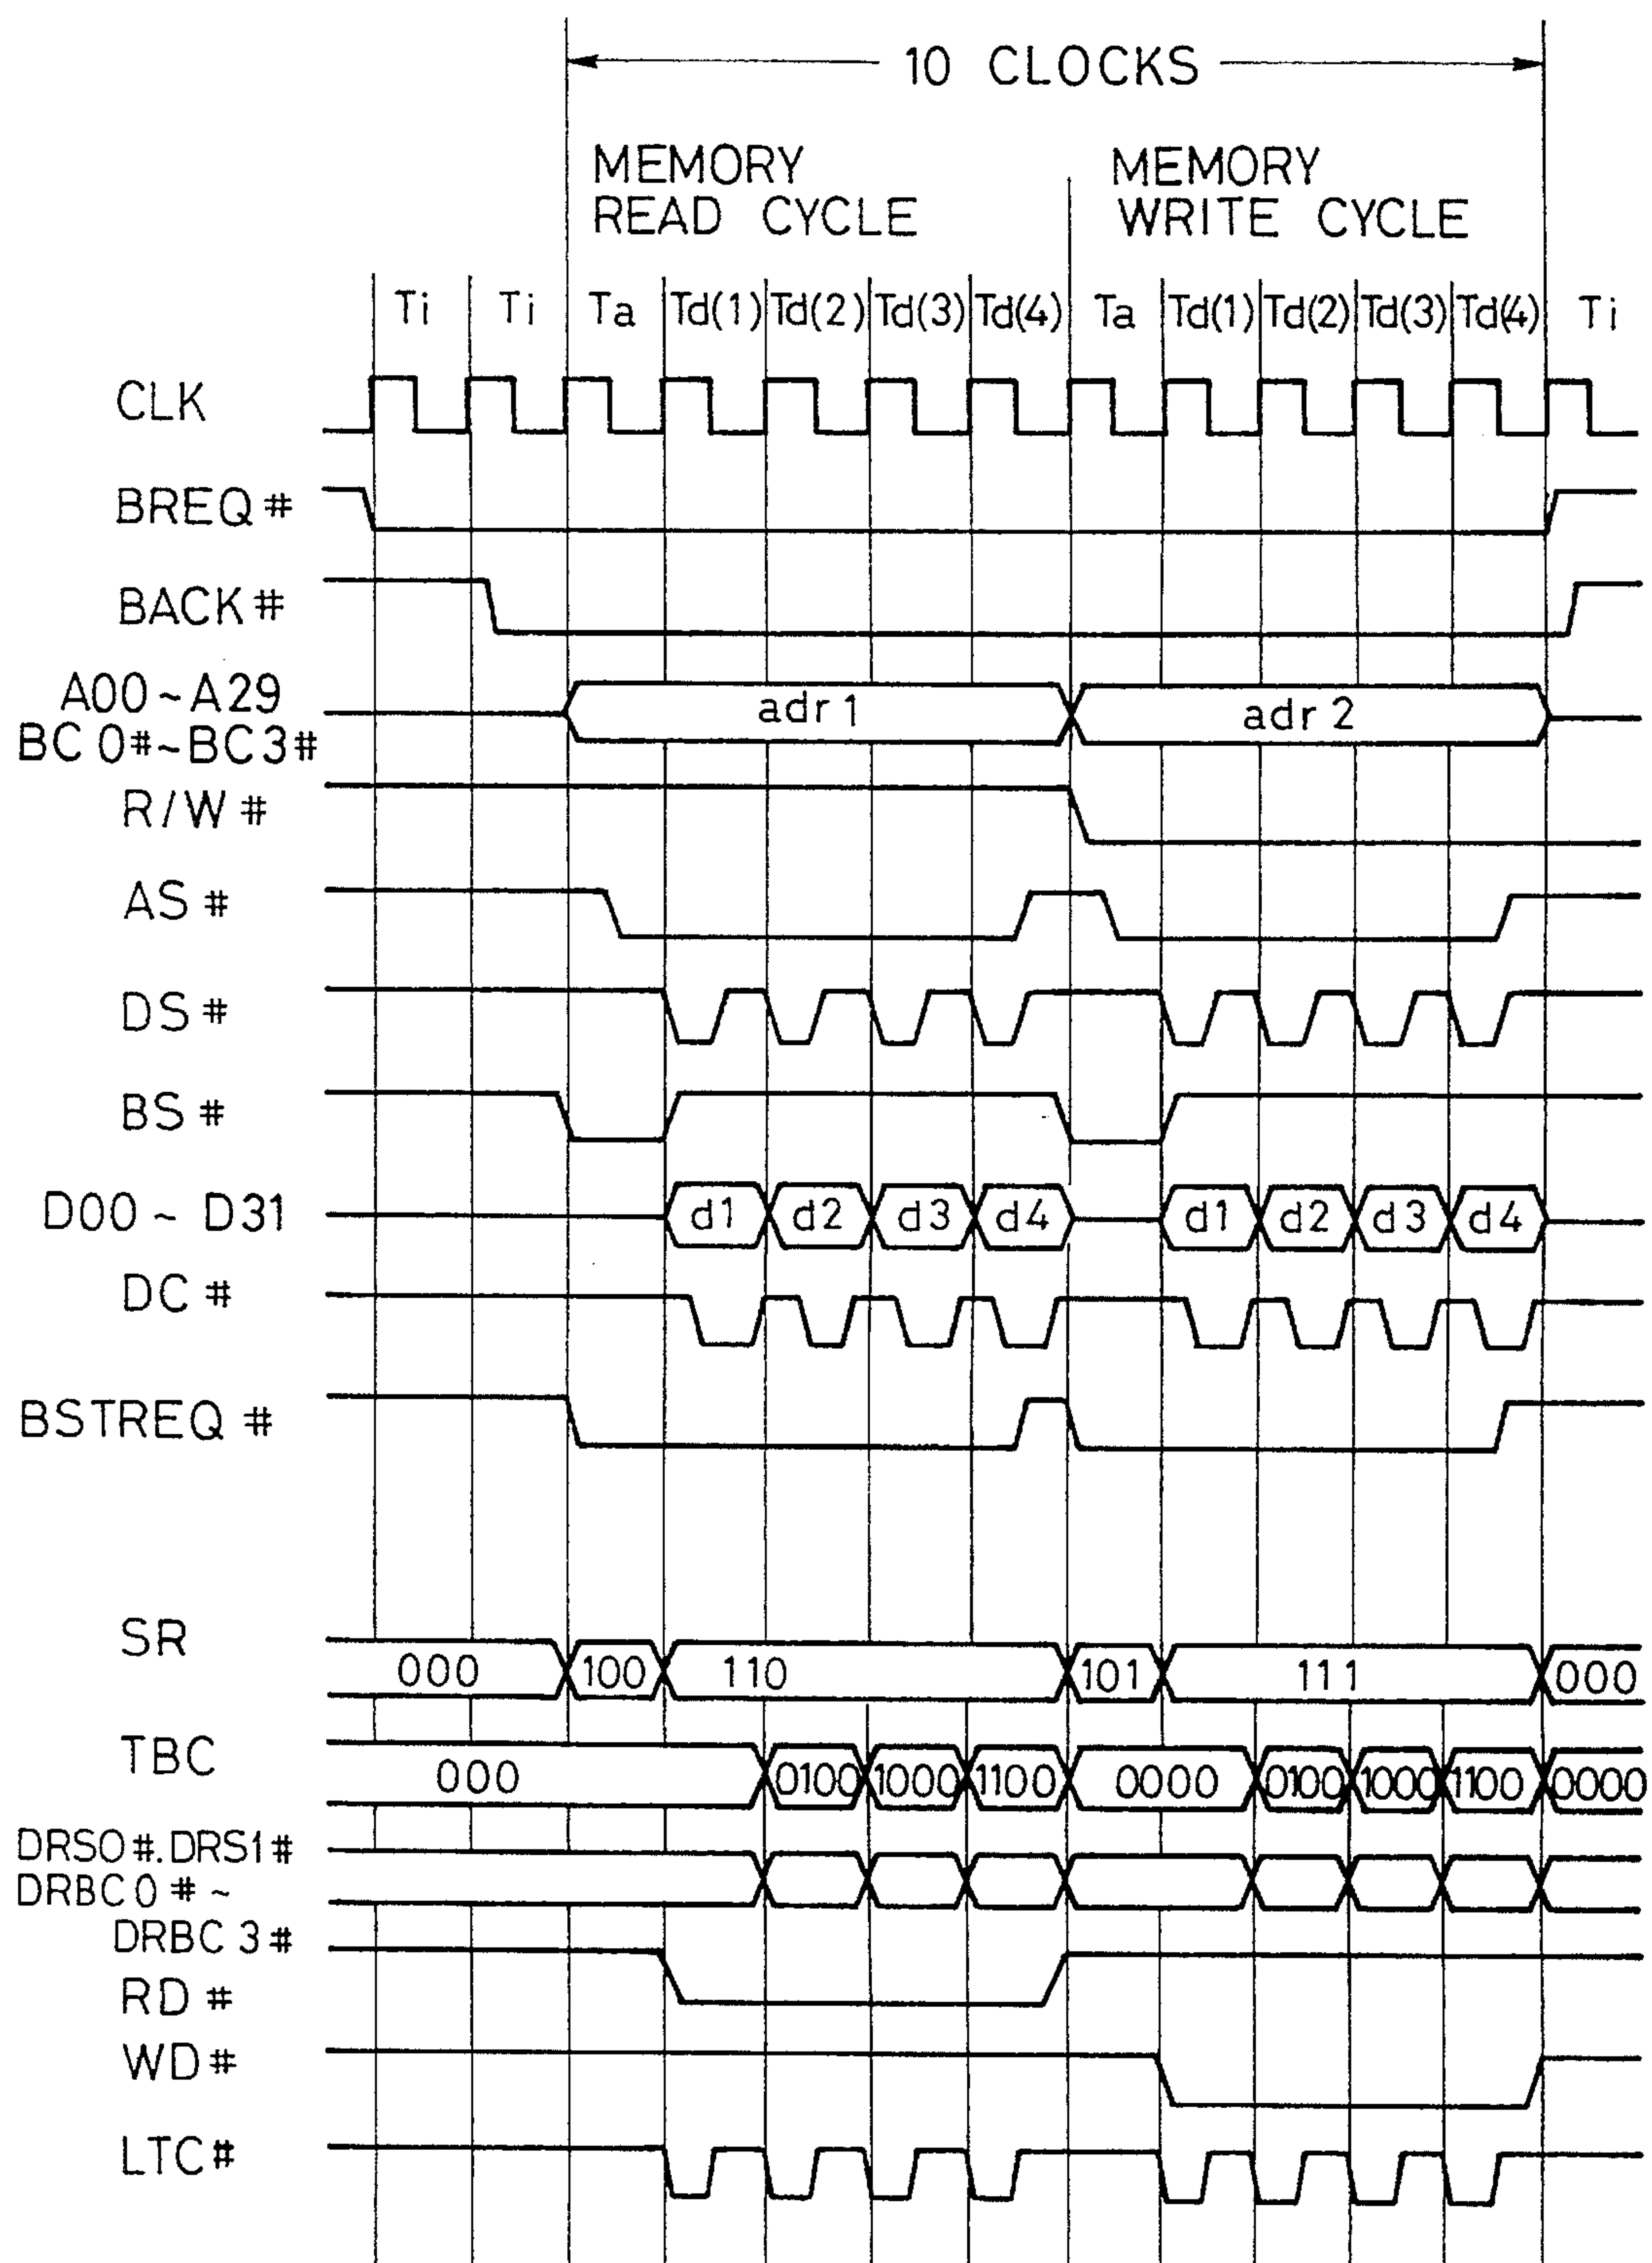 10 CLOCKS
MEMORY
READ CYCLE
MEMORY
WRITE CYCLE
Ti Ti Ta Td(1) Td(2) Td(3) Td(4) Ta Td(1) Td(2) Td(3) Td(4) Ti
CLK
BREQ#
BACK#
A00~A29
BC0#~BC3#
adr 1 adr 2
R/W#
AS#
DS#
BS#
D00~D31 d1 d2 d3 d4 d1 d2 d3 d4
DC#
BSTREQ#
SR 000 100 110 101 111 000
TBC 000 0100 1000 1100 0000 0100 1000 1100 0000
DRS0#.DRS1#
DRBC0#~
DRBC3#
RD#
WD#
LTC#